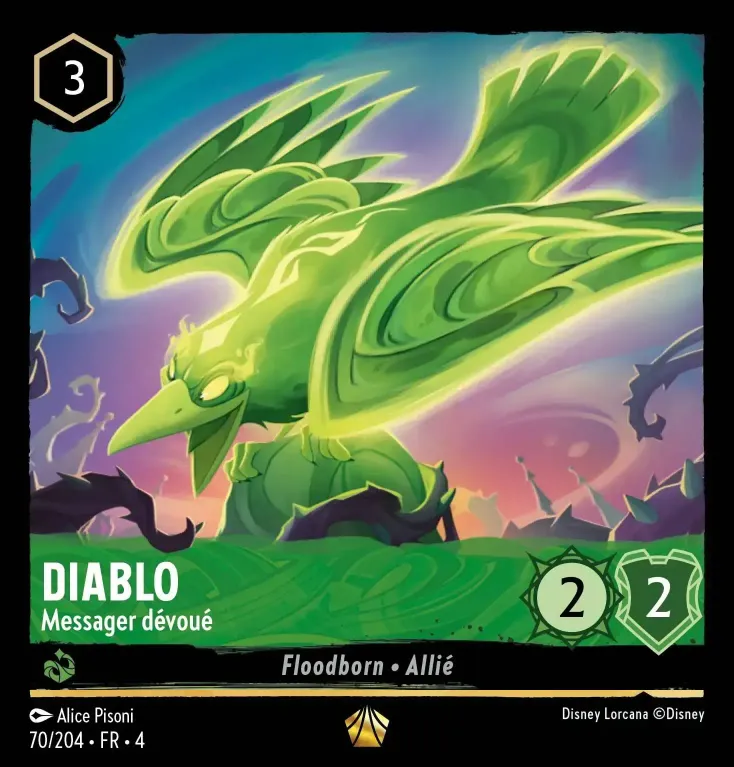 3
DIABLO
Messager dévoué
2
2
Floodborn • Allié
Alice Pisoni
Disney Lorcana ©Disney
70/204 • FR • 4